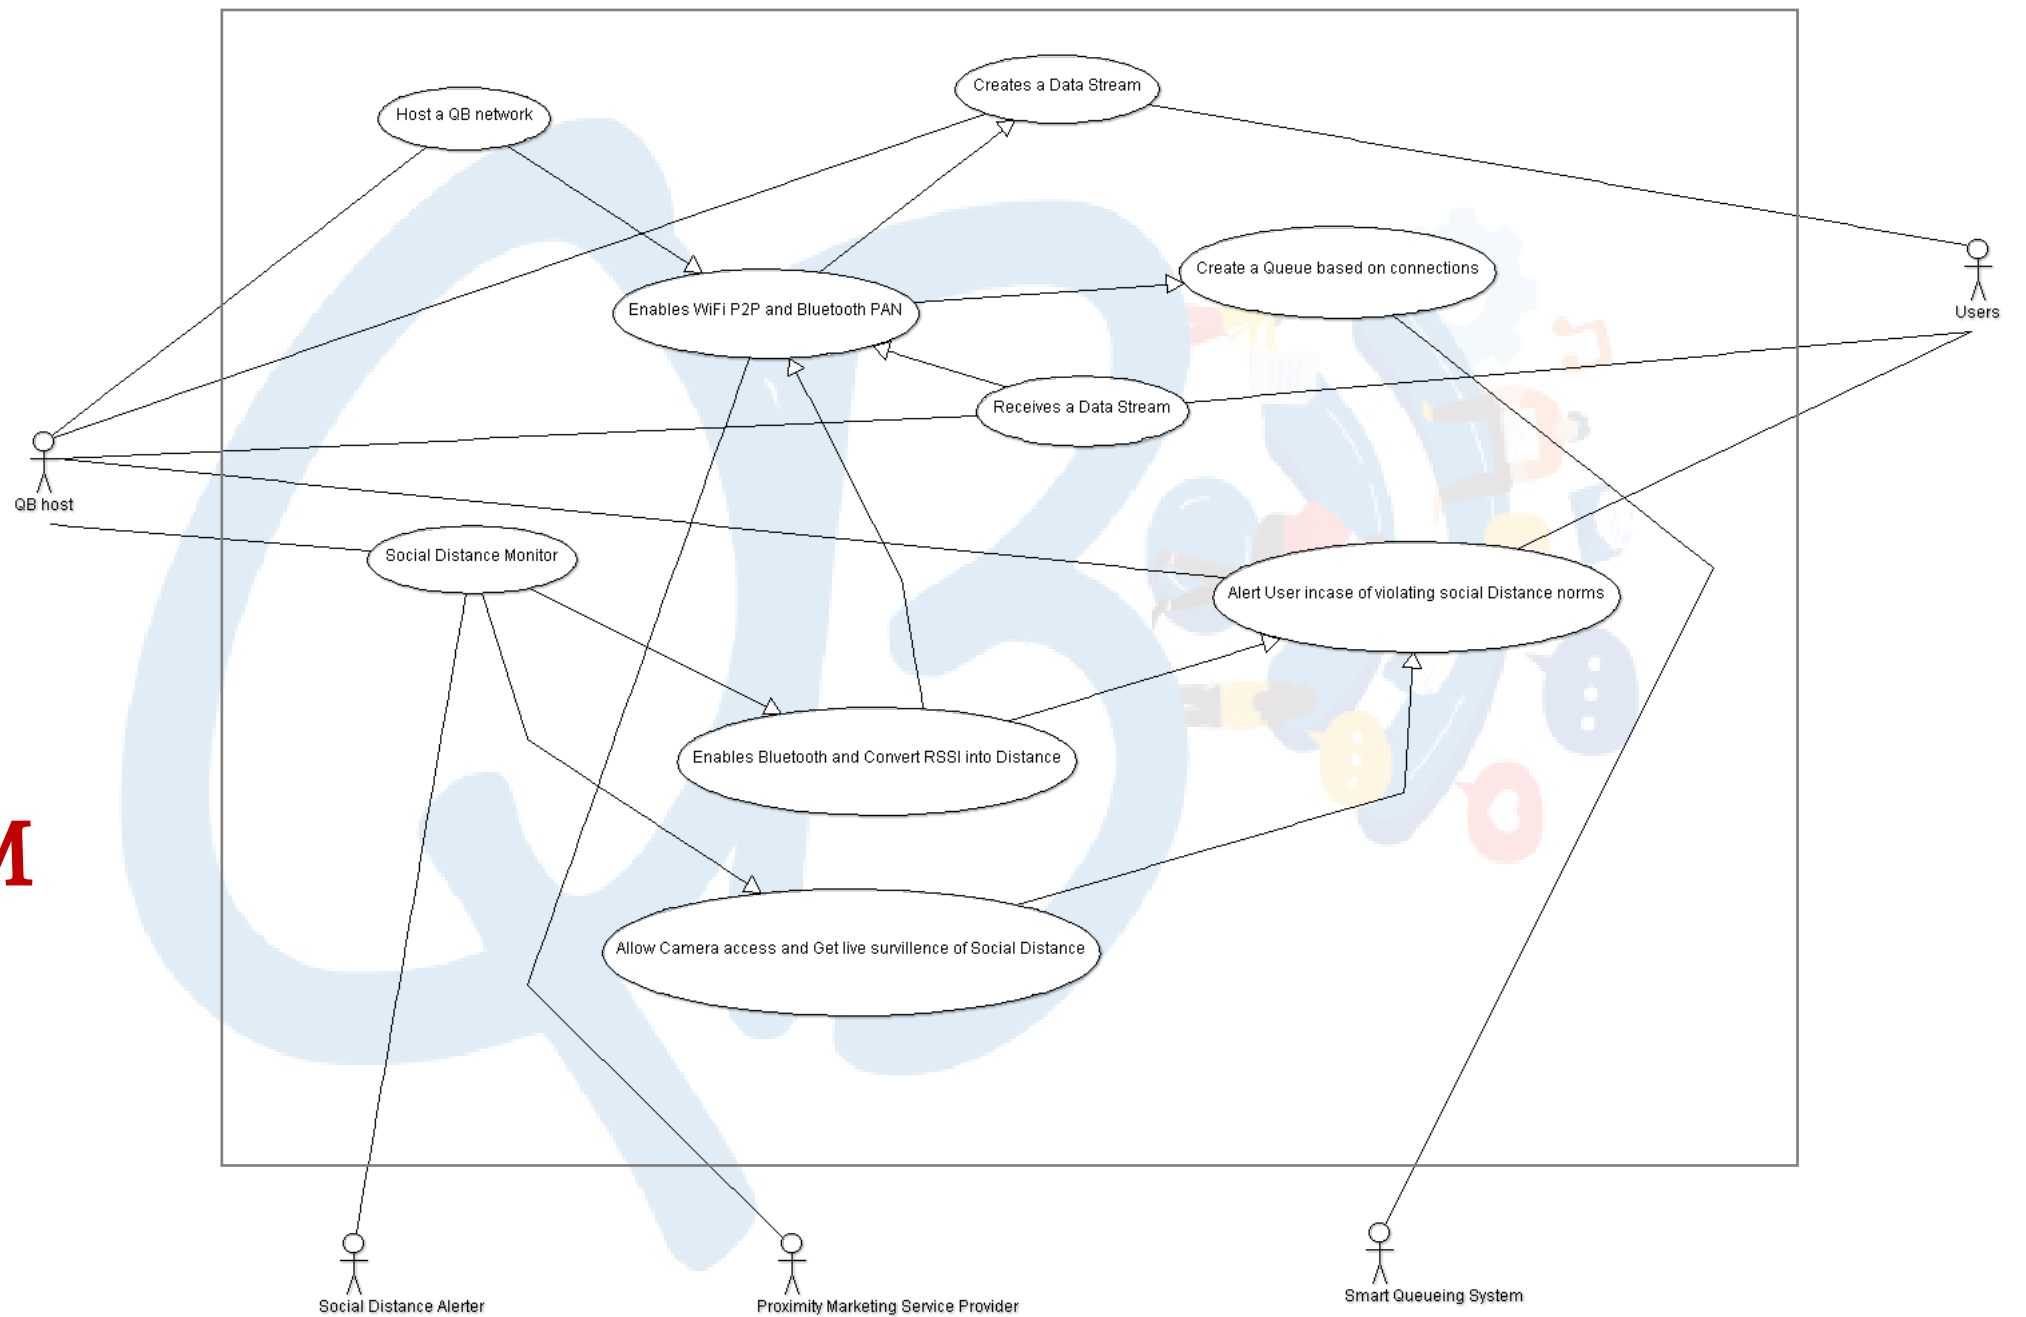 Creates a Data Stream
Host a QB network
Create a Queue based on connections
Enables WiFi P2P and Bluetooth PAN
Users
Receives a Data Stream
QB host
Social Distance Monitor
Alert User incase of violating social Distance norms
Enables Bluetooth and Convert RSSI into Distance
M
Allow Camera access and Get live survillence of Social Distance
Social Distance Alerter
Proximity Marketing Service Provider
Smart Queueing System